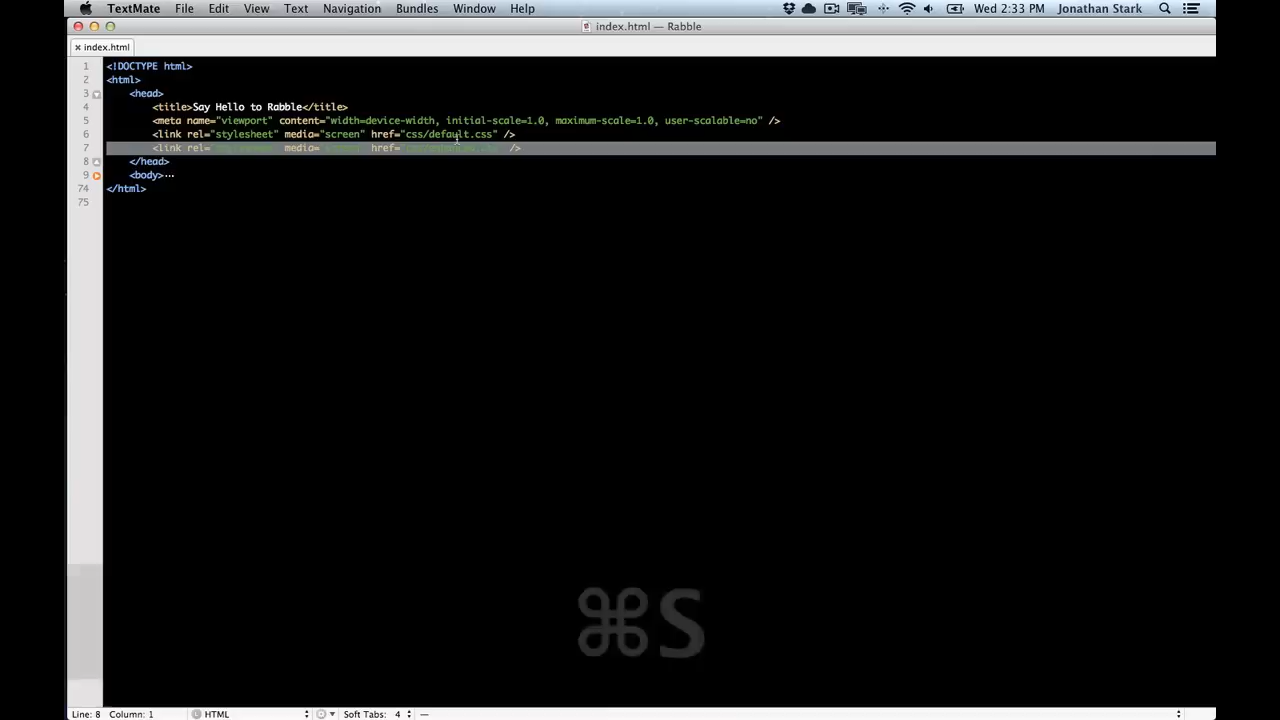 TextMate File Edit View Text Navigation Bundles Window Help Wed 2:33 PM Jonathan Stark
index.html — Rabble
index.html
1 <!DOCTYPE html>
2 <html>
3 <head>
4 <title>Say Hello to Rabble</title>
5 <meta name="viewport" content="width=device-width, initial-scale=1.0, maximum-scale=1.0, user-scalable=no" />
6 <link rel="stylesheet" media="screen" href="css/default.css" />
7 <link rel="stylesheet" media="screen" href= />
8 </head>
9 <body>…
74 </html>
75
⌘S
Line: 8 Column: 1 HTML Soft Tabs: 4 —